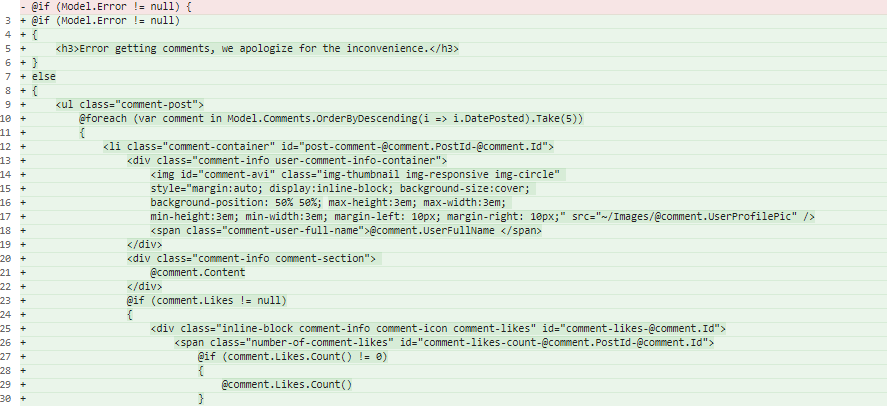 - @if (Model.Error != null) {
3 + @if (Model.Error != null)
4 + {
5 + <h3>Error getting comments, we apologize for the inconvenience.</h3>
6 + }
7 + else
8 + {
9 + <ul class="comment-post">
10 + @foreach (var comment in Model.Comments.OrderByDescending(i => i.DatePosted).Take(5))
11 + {
12 + <li class="comment-container" id="post-comment-@comment.PostId-@comment.Id">
13 + <div class="comment-info user-comment-info-container">
14 + <img id="comment-avi" class="img-thumbnail img-responsive img-circle"
15 + style="margin:auto; display:inline-block; background-size:cover;
16 + background-position: 50% 50%; max-height:3em; max-width:3em;
17 + min-height:3em; min-width:3em; margin-left: 10px; margin-right: 10px;" src="~/Images/@comment.UserProfilePic" />
18 + <span class="comment-user-full-name">@comment.UserFullName </span>
19 + </div>
20 + <div class="comment-info comment-section">
21 + @comment.Content
22 + </div>
23 + @if (comment.Likes != null)
24 + {
25 + <div class="inline-block comment-info comment-icon comment-likes" id="comment-likes-@comment.Id">
26 + <span class="number-of-comment-likes" id="comment-likes-count-@comment.PostId-@comment.Id">
27 + @if (comment.Likes.Count() != 0)
28 + {
29 + @comment.Likes.Count()
30 + }